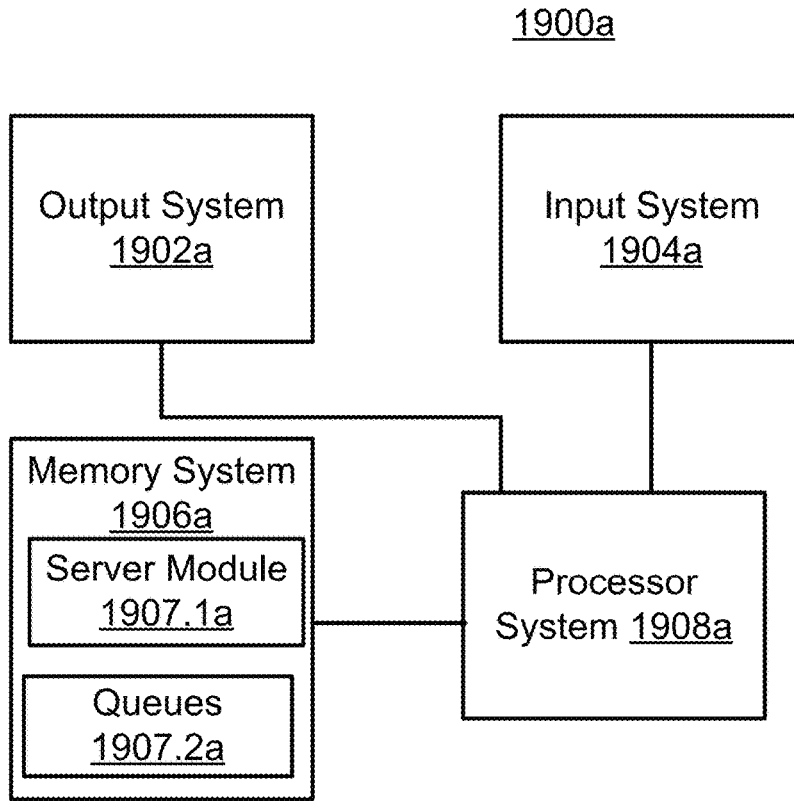 1900a
Output System
1902a
Input System
1904a
Memory System
1906a
Server Module
1907.1a
Queues
1907.2a
Processor
System 1908a